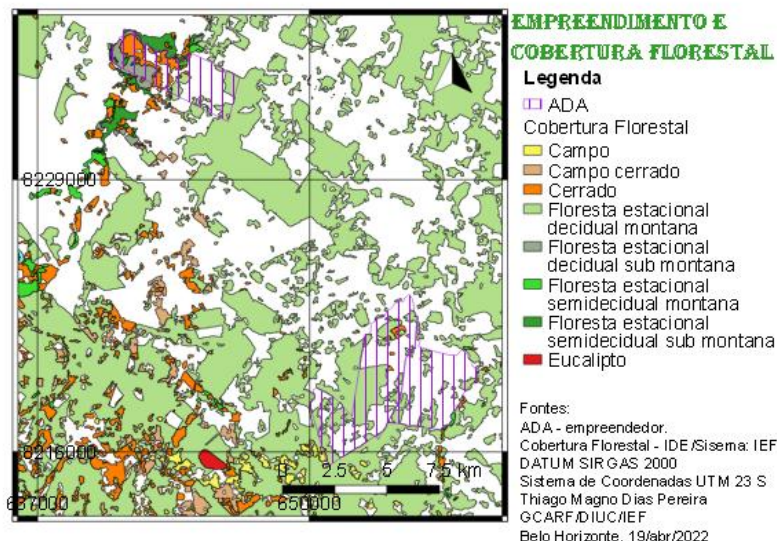 EMPREENDIMENTO E
COBERTURA FLORESTAL
Legenda
ADA
Cobertura Florestal
Campo
Campo cerrado
Cerrado
Floresta estacional
decidual montana
Floresta estacional
decidual sub montana
Floresta estacional
semidecidual montana
Floresta estacional
semidecidual sub montana
Eucalipto
Fontes:
ADA - empreendedor.
Cobertura Florestal - IDE/Sisema: IEF
DATUM SIRGAS 2000
Sistema de Coordenadas UTM 23 S
Thiago Magno Dias Pereira
GCARF/DIUC/IEF
Belo Horizonte, 19/abr/2022
8229000
8216000
0 2.5 5 7.5 km
637000 650000